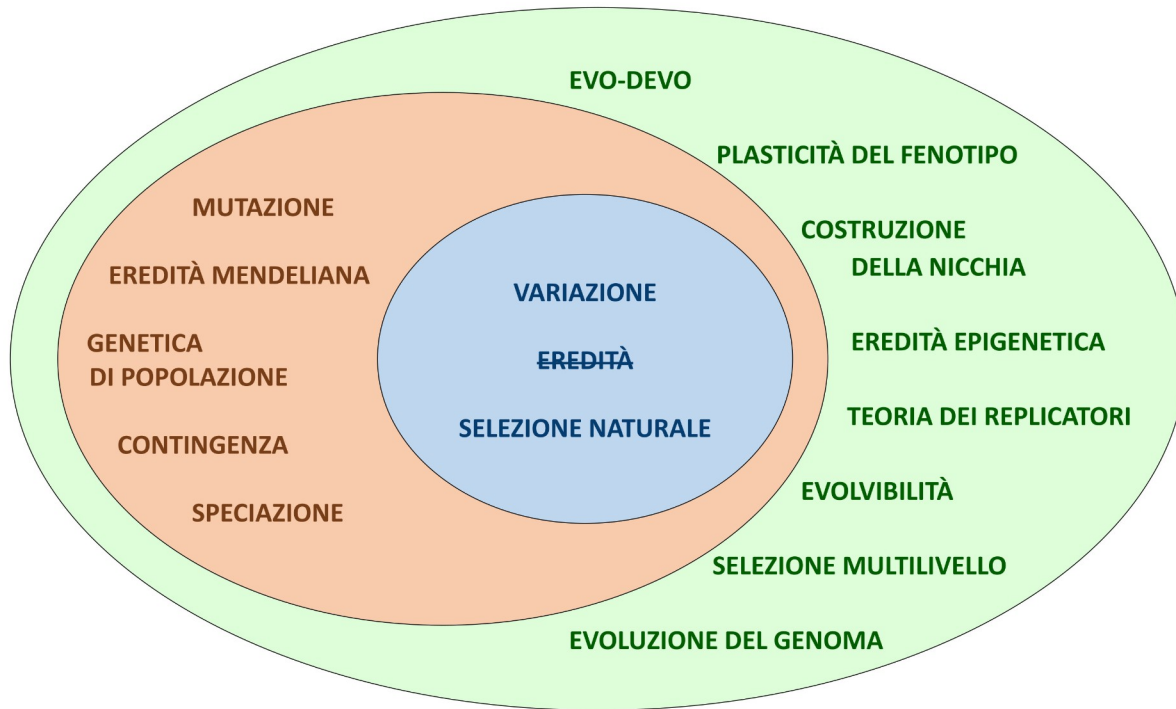 EVO-DEVO
PLASTICITÀ DEL FENOTIPO
COSTRUZIONE
DELLA NICCHIA
EREDITÀ EPIGENETICA
TEORIA DEI REPLICATORI
EVOLVIBILITÀ
SELEZIONE MULTILIVELLO
EVOLUZIONE DEL GENOMA
MUTAZIONE
EREDITÀ MENDELIANA
GENETICA
DI POPOLAZIONE
CONTINGENZA
SPECIAZIONE
VARIAZIONE
EREDITÀ
SELEZIONE NATURALE